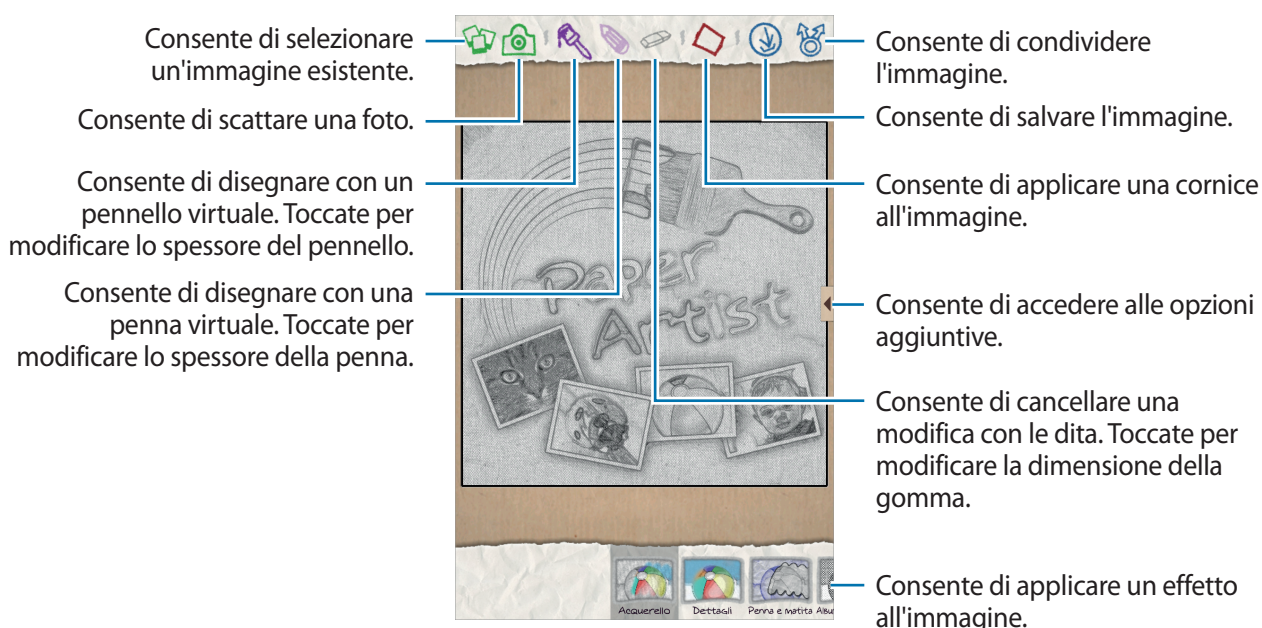 Consente di selezionare
un'immagine esistente.
Consente di scattare una foto.
Consente di disegnare con un
pennello virtuale. Toccate per
modificare lo spessore del pennello.
Consente di disegnare con una
penna virtuale. Toccate per
modificare lo spessore della penna.
Paper
Artist
Acquerello
Dettagli
Penna e matita
Consente di condividere
l'immagine.
Consente di salvare l'immagine.
Consente di applicare una cornice
all'immagine.
Consente di accedere alle opzioni
aggiuntive.
Consente di cancellare una
modifica con le dita. Toccate per
modificare la dimensione della
gomma.
Consente di applicare un effetto
all'immagine.